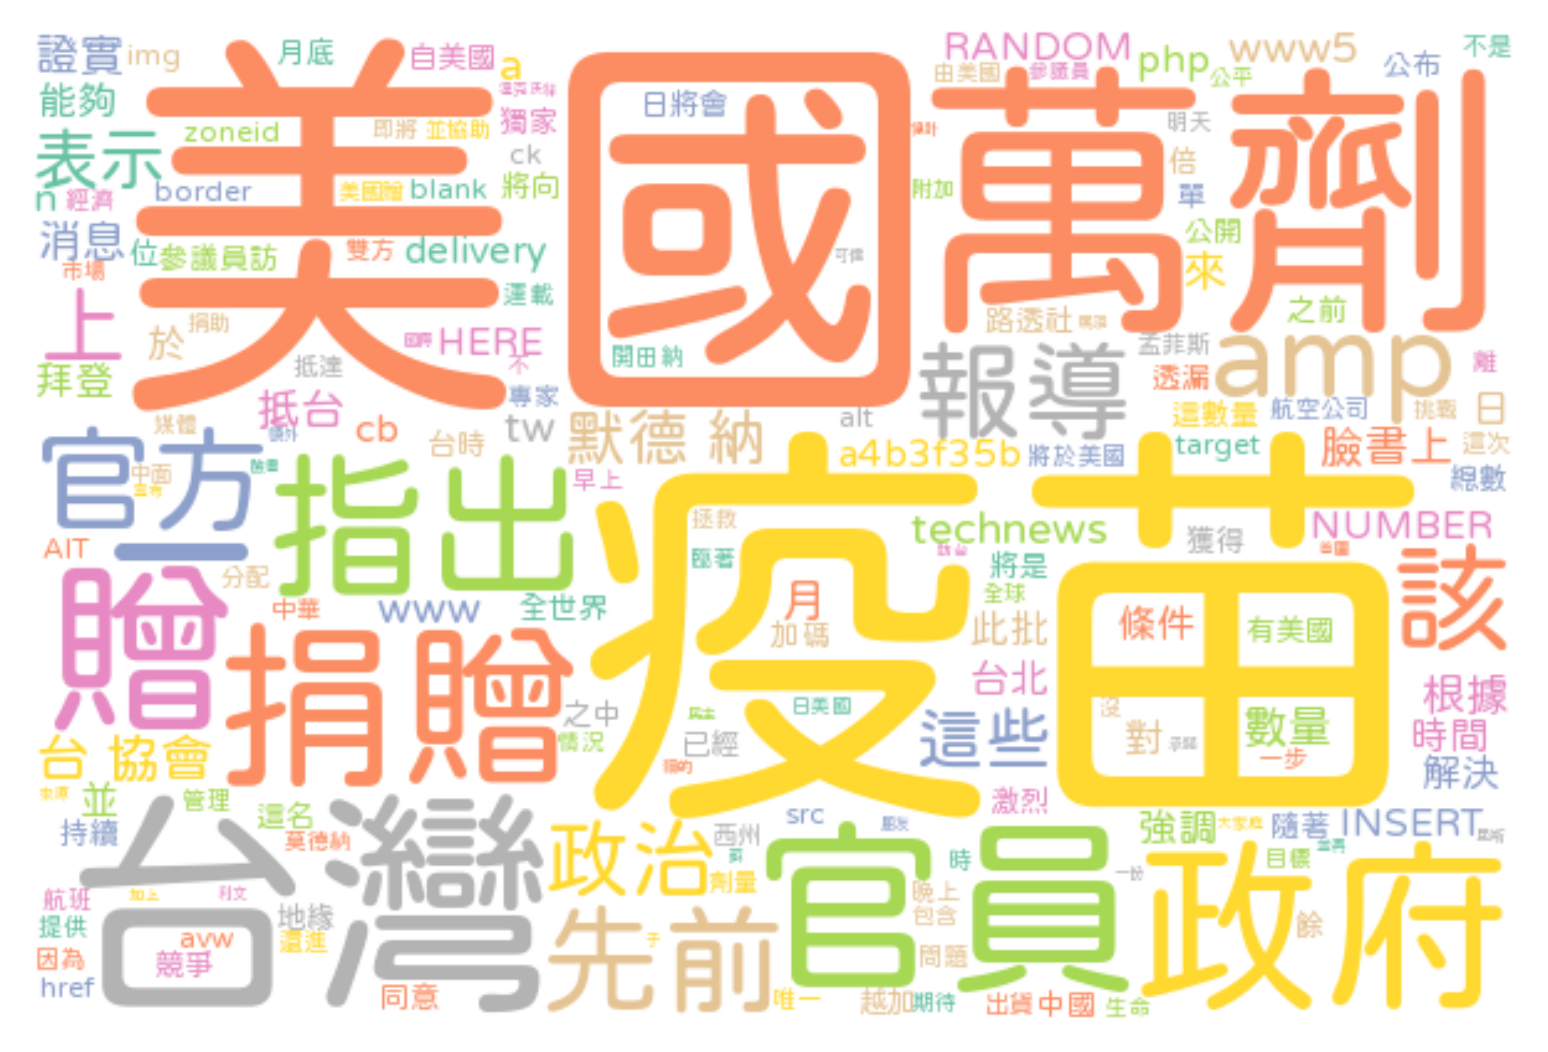 證實
img
月底
自美國
a
RANDOM
php
www5
不是
由美國
參議員
公平
公布
能夠
美
國
萬劑
日將會
zoneid
即將
並協助
獨家
明天
表示
ck
倍
n
經濟
border
美國贈
blank
將向
附加
單
消息
位
參議員訪
雙方
delivery
公開
市場
來
上
運載
之前
於
捐助
HERE
開田納
路透社
抵達
不
報導
孟菲斯
amp
離
拜登
專家
透漏
抵台
這數量
航空公司
挑戰
日
媒體
cb
台時
tw
默德
納
alt
官方
中面
a4b3f35b
將於美國
target
臉書上
這次
指出
早上
疫苗
總數
拯救
technews
獲得
NUMBER
AIT
分配
臨著
將是
該
贈
中華
www
全世界
月
全球
加碼
此批
條件
有美國
捐贈
台北
根據
之中
日美國
沒
台
協會
情況
已經
這些
對
數量
時間
一步
解決
並
管理
這名
src
激烈
強調
大家庭
隨著
INSERT
持續
莫德納
台灣
政治
西州
官員
時
目標
劑量
政府
航班
利文
地緣
晚上
提供
還進
先前
包含
餘
因為
avw
競爭
問題
href
同意
唯一
越加
期待
出貨
中國
生命